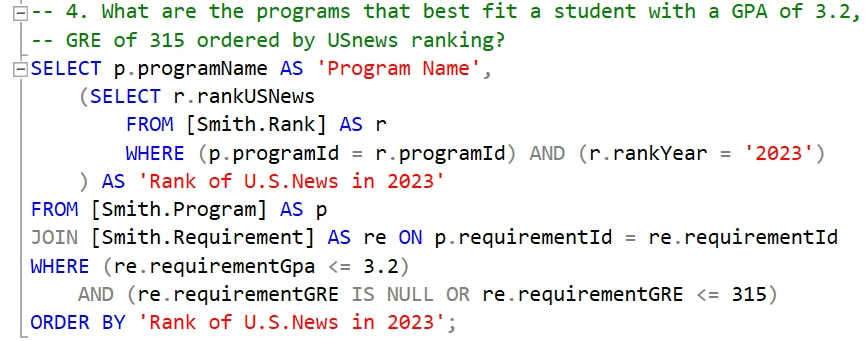 -- 4. What are the programs that best fit a student with a GPA of 3.2,
-- GRE of 315 ordered by USnews ranking?
SELECT p.programName AS 'Program Name',
(SELECT r.rankUSNews
FROM [Smith.Rank] AS r
WHERE (p.programId = r.programId) AND (r.rankYear = '2023')
) AS 'Rank of U.S.News in 2023'
FROM [Smith.Program] AS p
JOIN [Smith.Requirement] AS re ON p.requirementId = re.requirementId
WHERE (re.requirementGpa <= 3.2)
AND (re.requirementGRE IS NULL OR re.requirementGRE <= 315)
ORDER BY 'Rank of U.S.News in 2023';